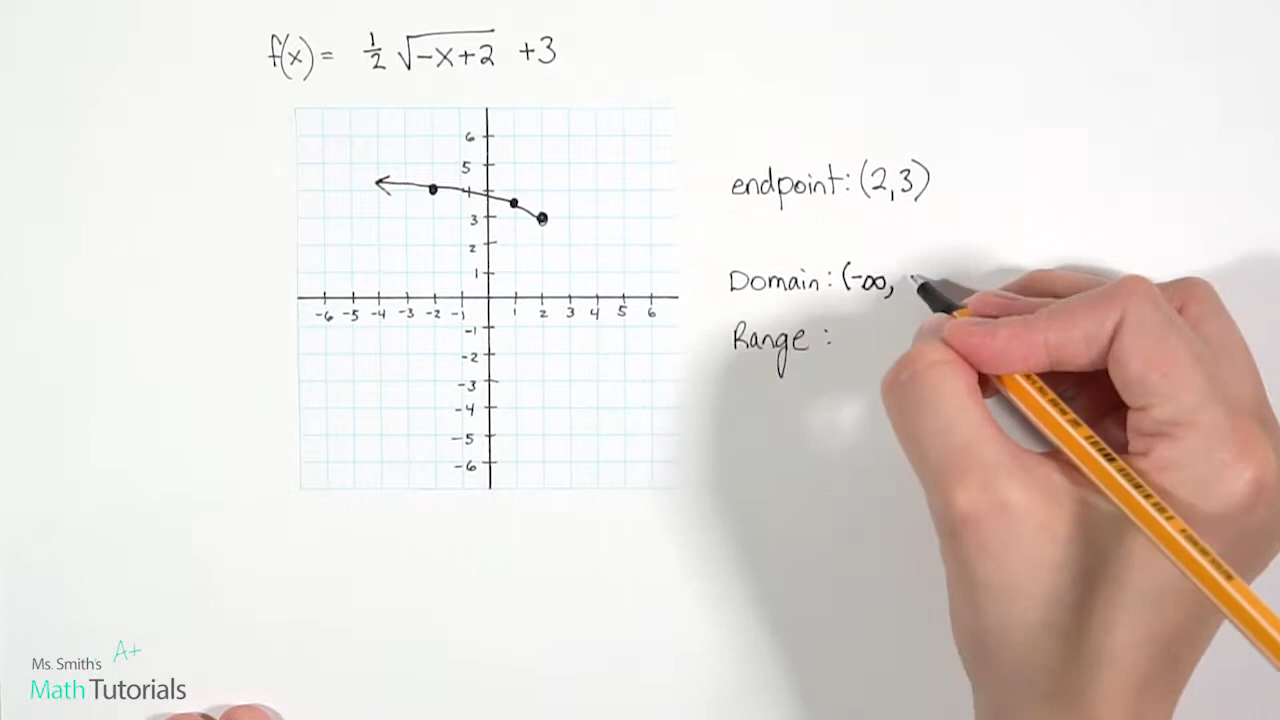 f(x) = 1/2 √-x+2 +3
6
5
4
3
2
1
-6 -5 -4 -3 -2 -1 1 2 3 4 5 6
-1
-2
-3
-4
-5
-6
endpoint: (2,3)
Domain: (-∞,
Range:
A+
Ms. Smith's
Math Tutorials